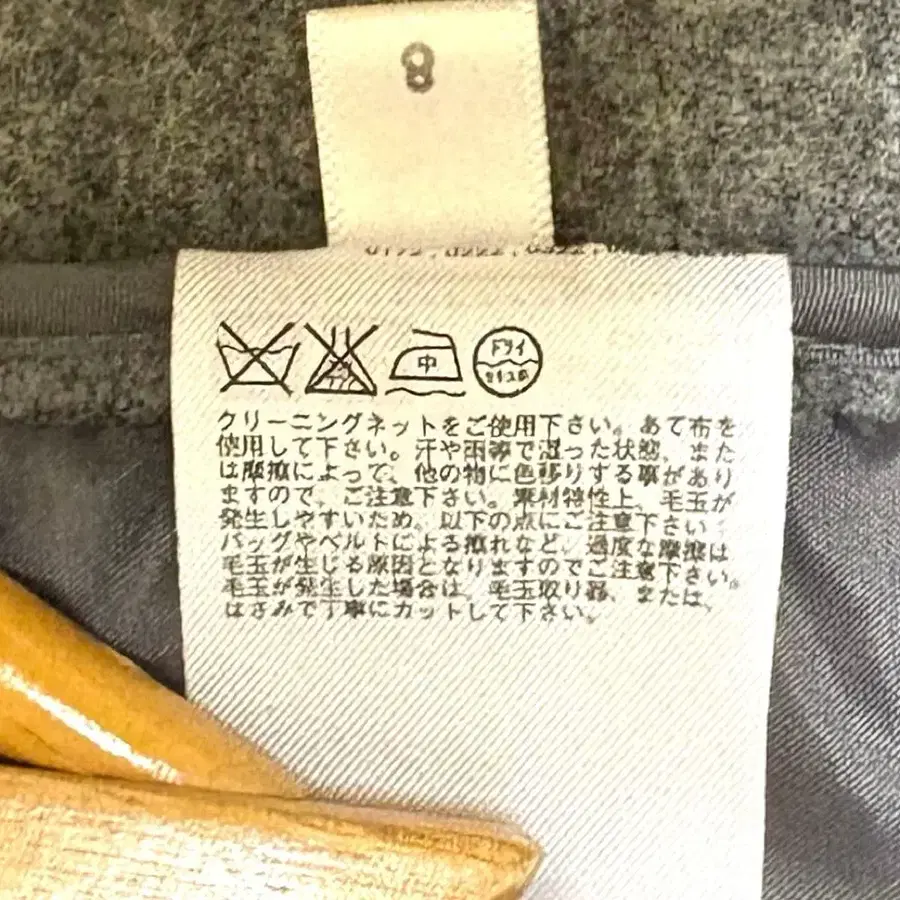 8
中
ドライ
セキユ系
クリーニングネットをご使用下さい。あて布を
使用して下さい。汗や雨等で湿った状態、また
は摩擦によって、他の物に色移りする事があり
ますので、ご注意下さい。素材特性上、毛玉が
発生しやすいため、以下の点にご注意下さい。
バッグやベルトによる擦れなど、過度な摩擦は
毛玉が生じる原因となりますのでご注意下さい。
毛玉が発生した場合は、毛玉取り器、または、
はさみで丁寧にカットして下さい。